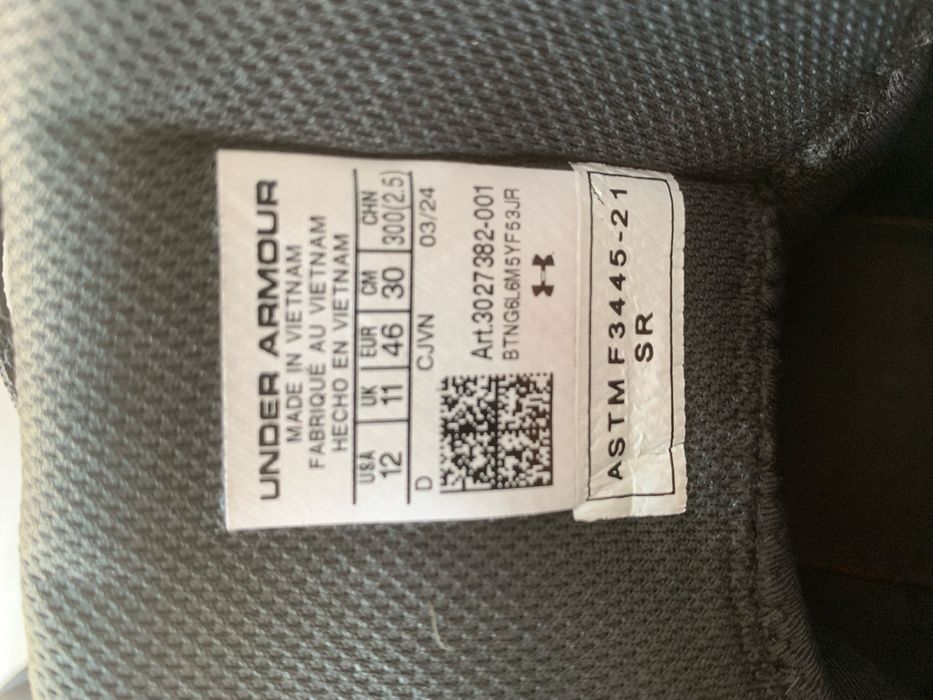 UNDER ARMOUR
MADE IN VIETNAM
FABRIQUÉ AU VIETNAM
HECHO EN VIETNAM
USA UK EUR CM CHN
12 11 46 30 300(2.5)
D CJVN 03/24
Art.3027382-001
BTNG6L6M5YF53JR
ASTM F3445-21
SR